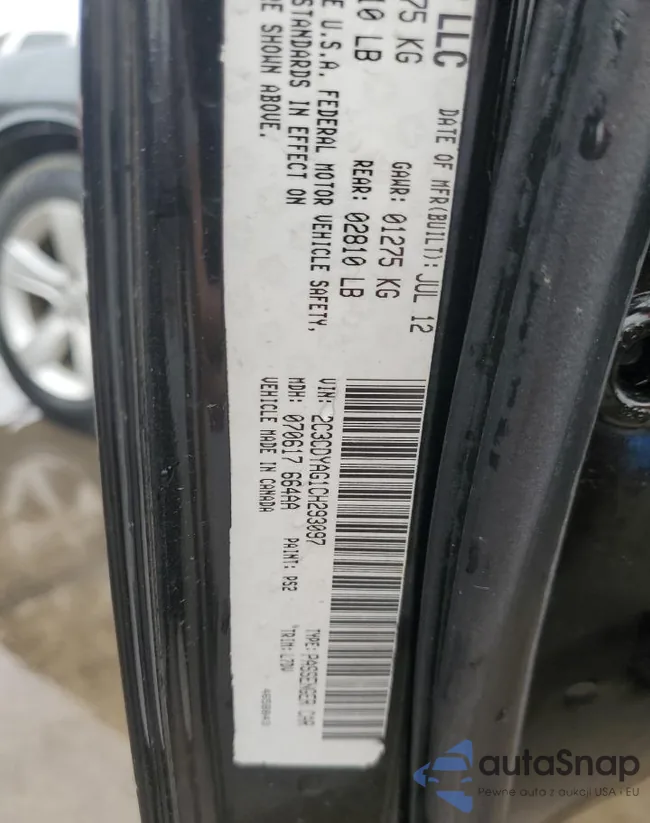 LLC DATE OF MFR(BUILT): JUL 12
75 KG GAWR: 01275 KG
10 LB REAR: 02810 LB
E U.S.A. FEDERAL MOTOR VEHICLE SAFETY,
STANDARDS IN EFFECT ON
E SHOWN ABOVE.
VIN: 2C3CDYAG1CH293097
TYPE: PASSENGER CAR
MDH: 070617 664AA PAINT: PS2
VEHICLE MADE IN CANADA
autaSnap
Pewne auta z aukcji USA i EU